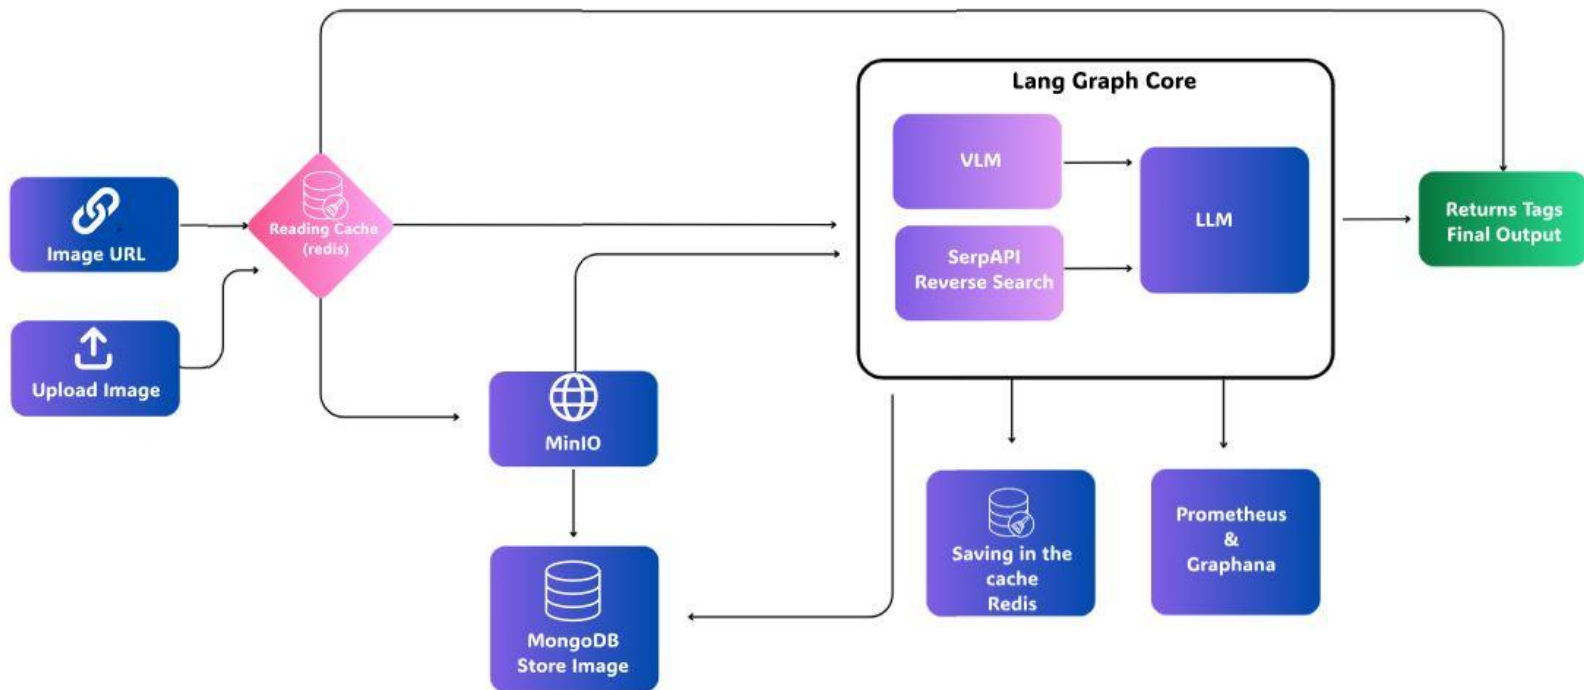 Lang Graph Core
Image URL
Upload Image
Reading Cache
(redis)
VLM
SerpAPI
Reverse Search
LLM
Returns Tags
Final Output
MinIO
MongoDB
Store Image
Saving in the
cache
Redis
Prometheus
&
Graphana